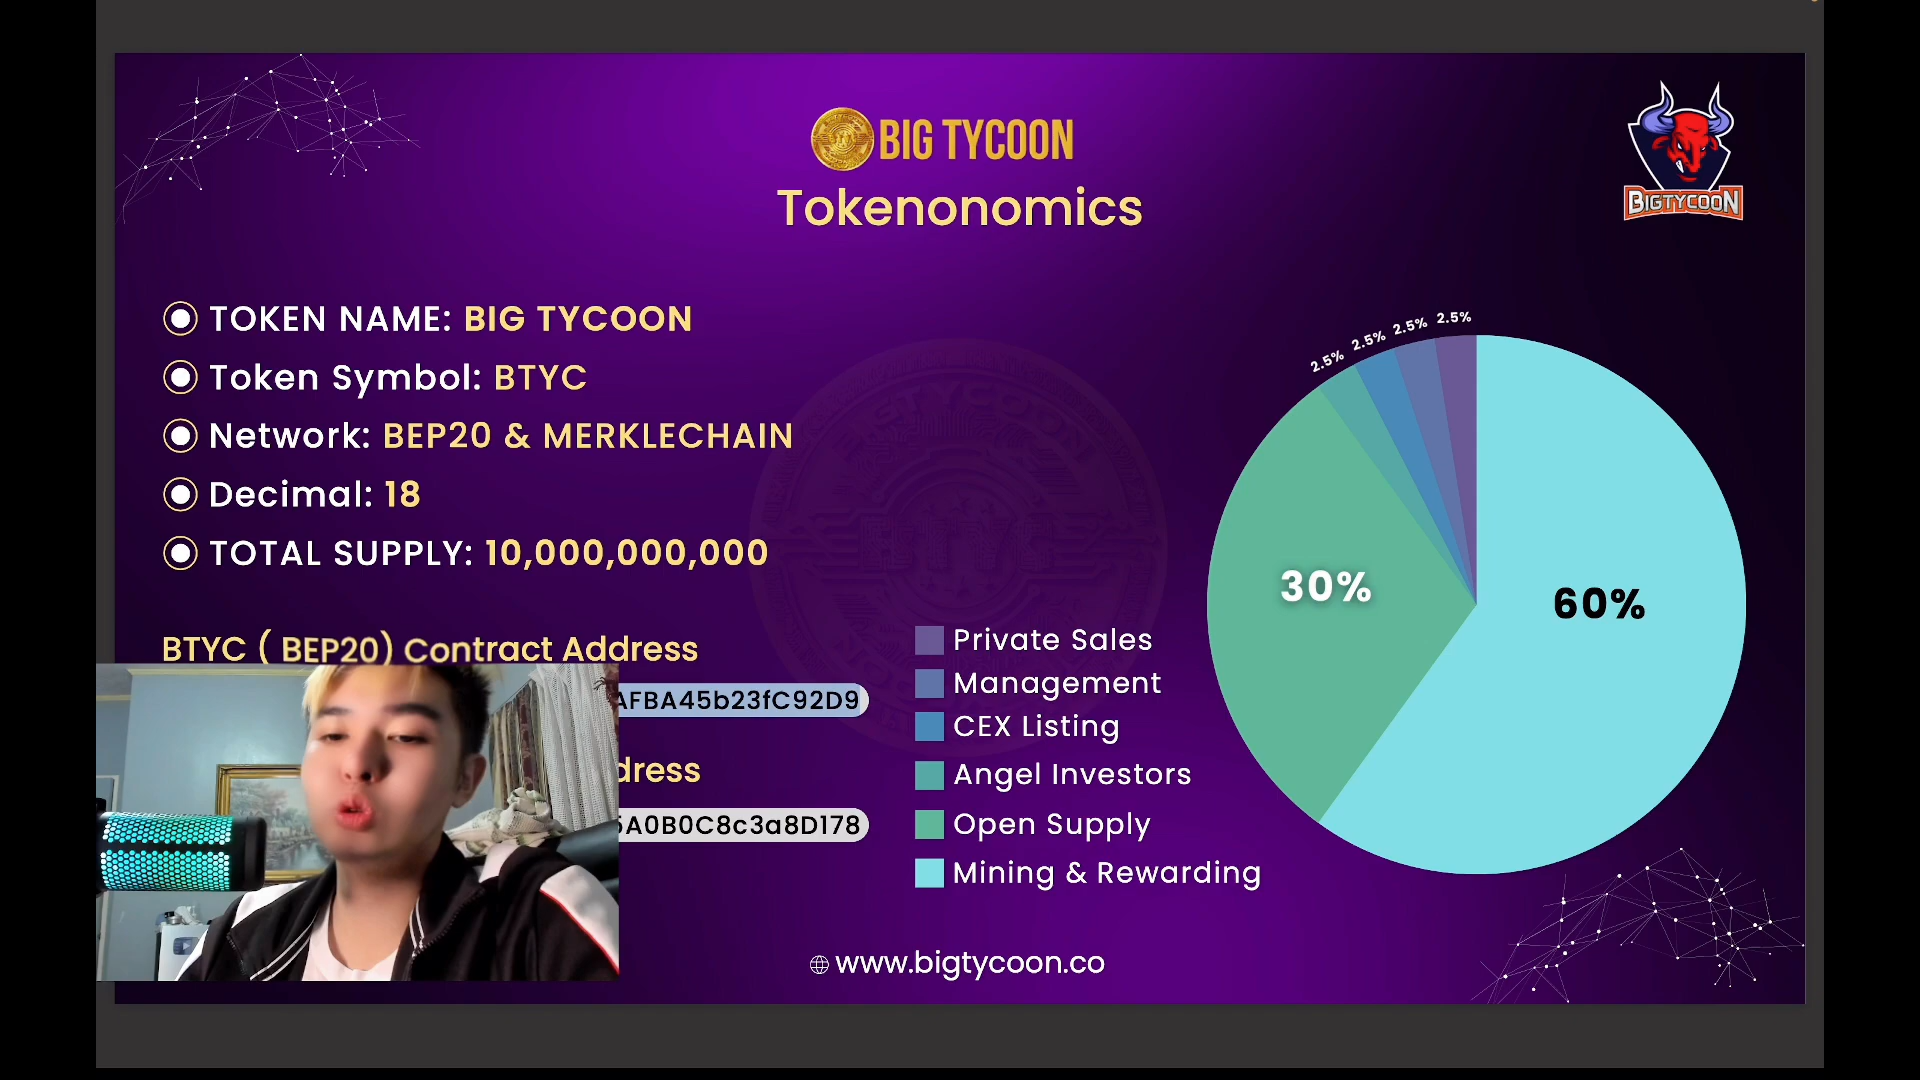 BIG TYCOON
Tokenonomics
BIGTYCOON
TOKEN NAME: BIG TYCOON
Token Symbol: BTYC
Network: BEP20 & MERKLECHAIN
Decimal: 18
TOTAL SUPPLY: 10,000,000,000
BTYC ( BEP20) Contract Address
AFBA45b23fC92D9
dress
5A0B0C8c3a8D178
2.5% 2.5% 2.5% 2.5%
30%
60%
Private Sales
Management
CEX Listing
Angel Investors
Open Supply
Mining & Rewarding
www.bigtycoon.co